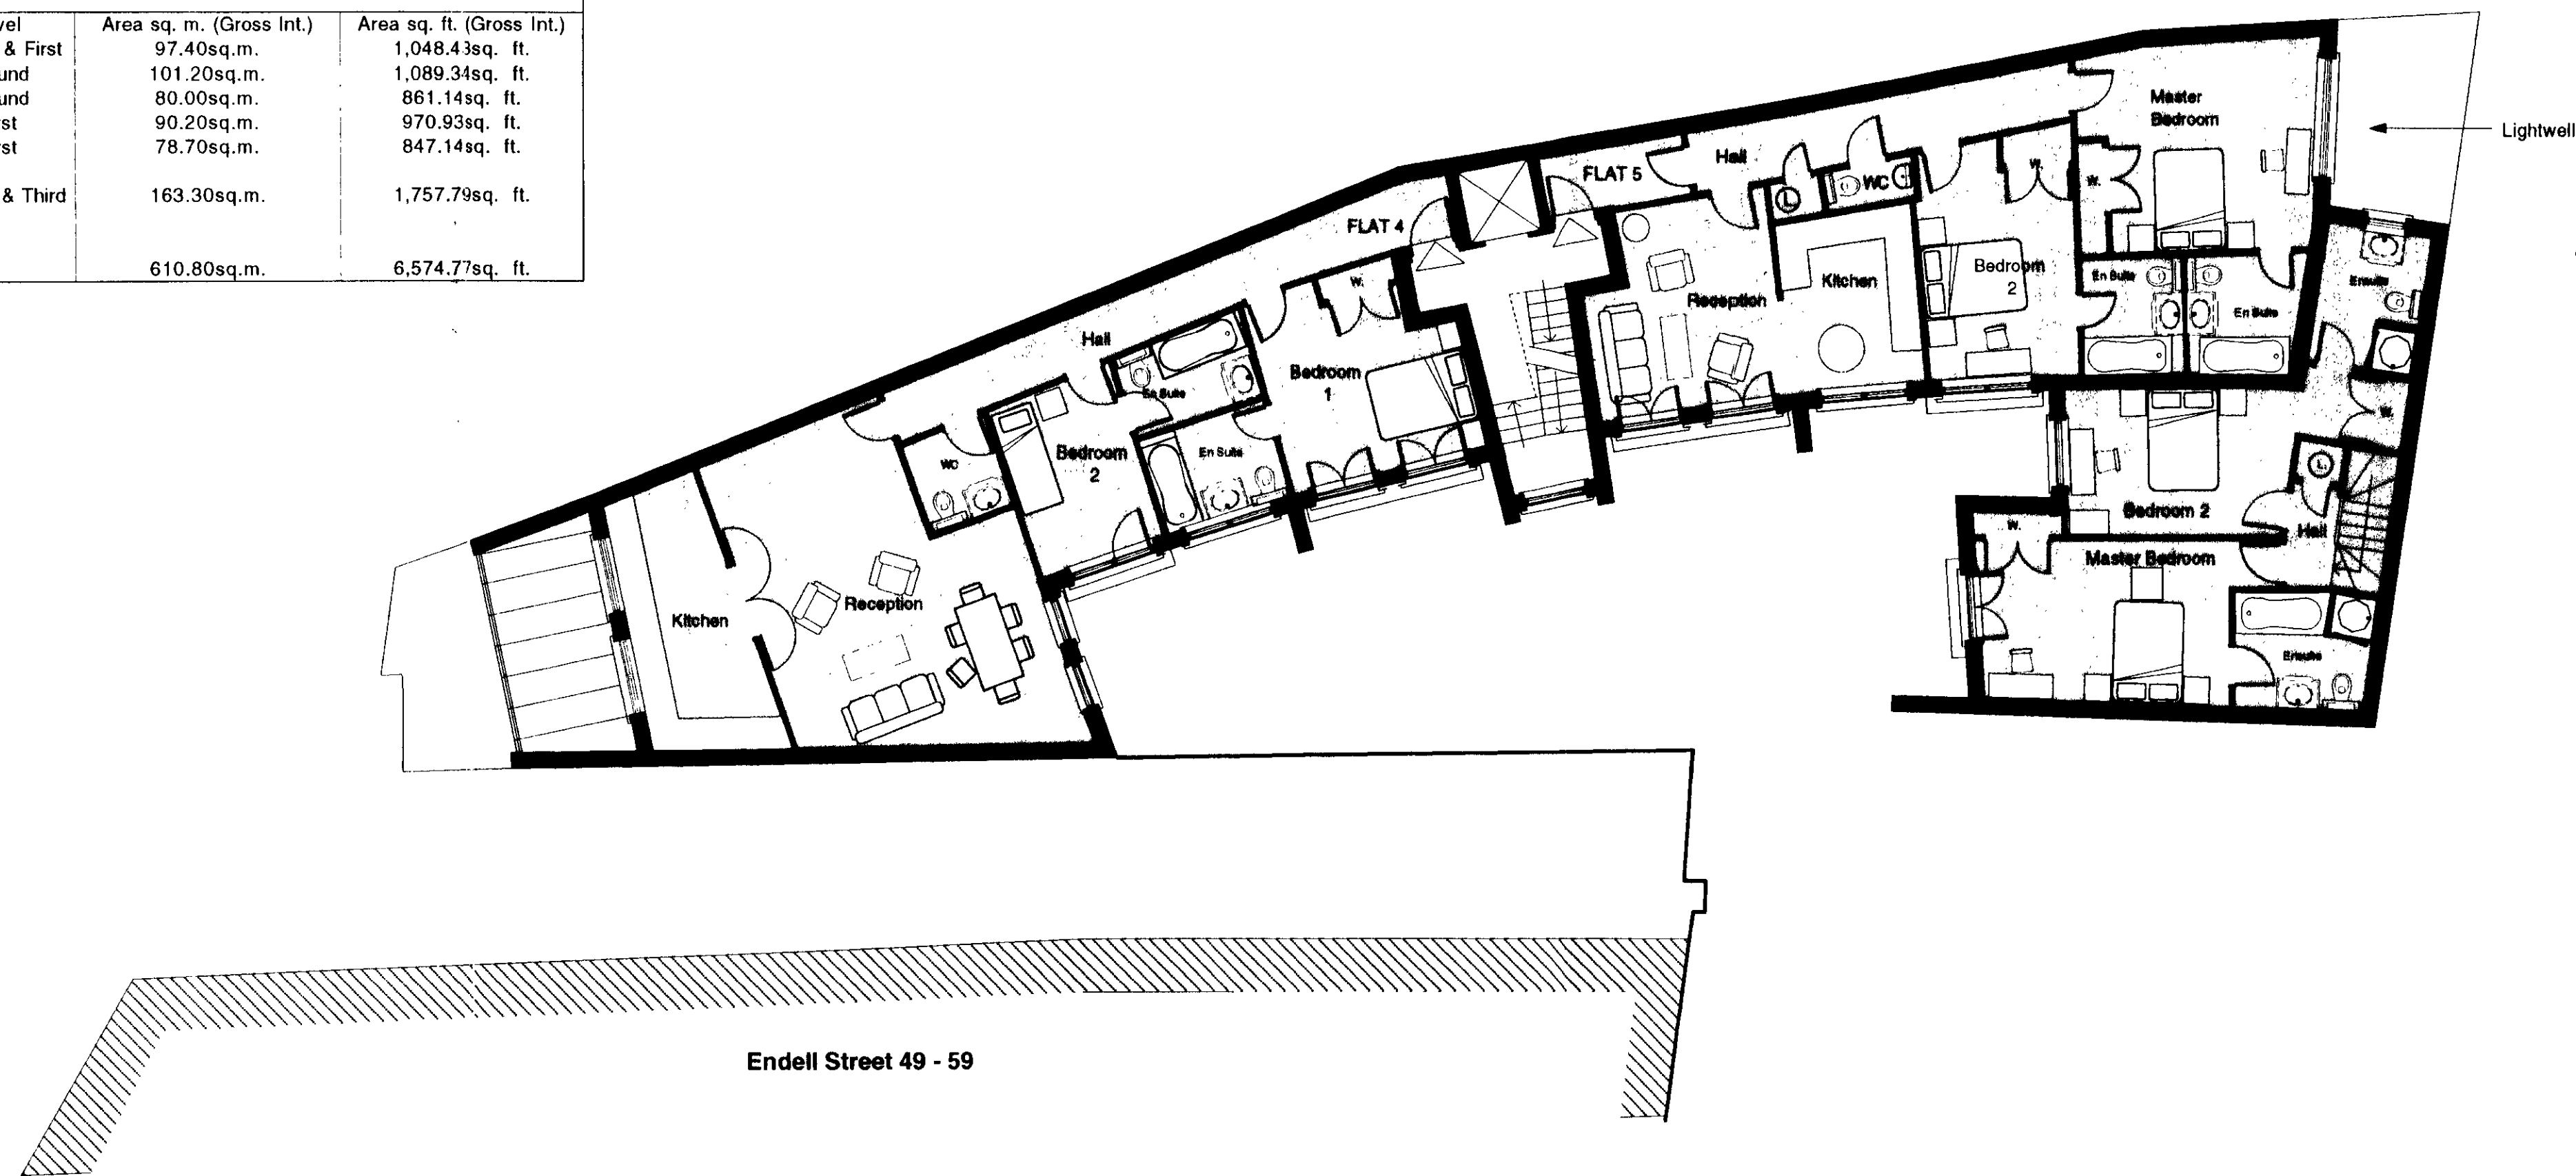 vel Area sq. m. (Gross Int.) Area sq. ft. (Gross Int.)
& First 97.40sq.m. 1,048.43sq. ft.
und 101.20sq.m. 1,089.34sq. ft.
und 80.00sq.m. 861.14sq. ft.
rst 90.20sq.m. 970.93sq. ft.
rst 78.70sq.m. 847.14sq. ft.
& Third 163.30sq.m. 1,757.79sq. ft.
610.80sq.m. 6,574.77sq. ft.
Master
Bedroom
Lightwell
Hall
FLAT 5
W.
WC
W.
L
FLAT 4
Bedroom
2
En Suite
Kitchen
Reception
W.
Ensuite
En Suite
Hall
Bedroom
1
En Suite
W.
Bedroom
2
En Suite
WC
L
Bedroom 2
W.
Hall
Master Bedroom
Reception
Kitchen
Ensuite
Endell Street 49 - 59